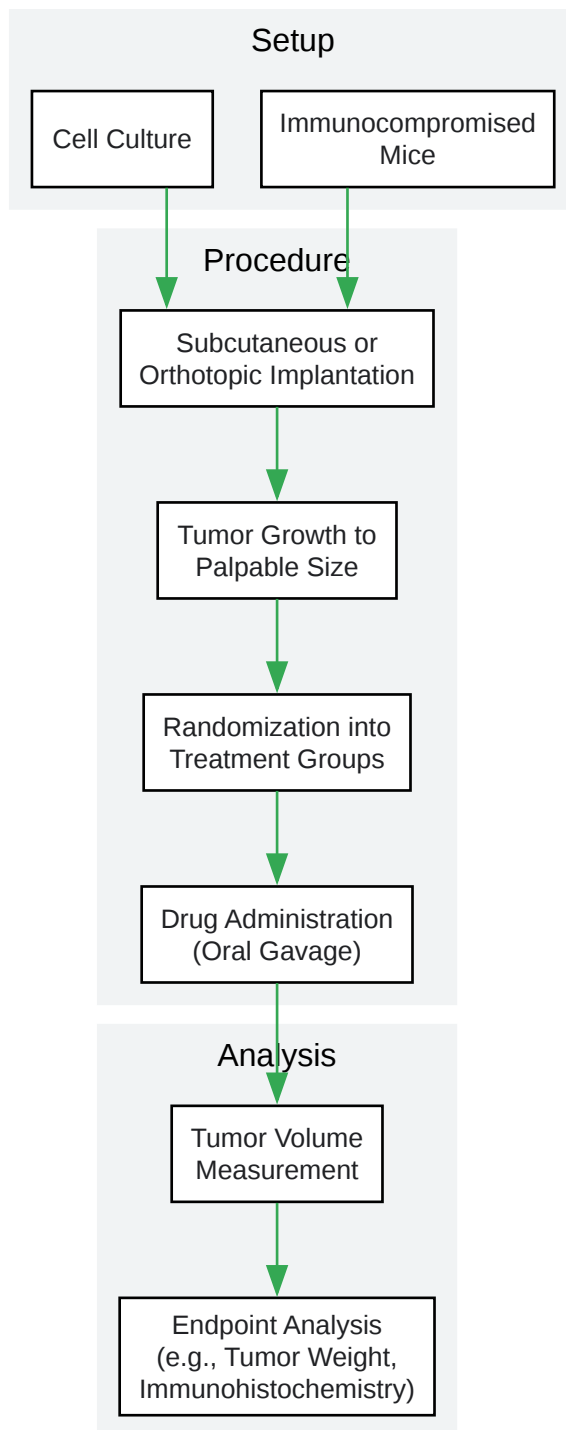 Setup
Cell Culture
Immunocompromised
Mice
Procedure
Subcutaneous or
Orthotopic Implantation
Tumor Growth to
Palpable Size
Randomization into
Treatment Groups
Drug Administration
(Oral Gavage)
Analysis
Tumor Volume
Measurement
Endpoint Analysis
(e.g., Tumor Weight,
Immunohistochemistry)